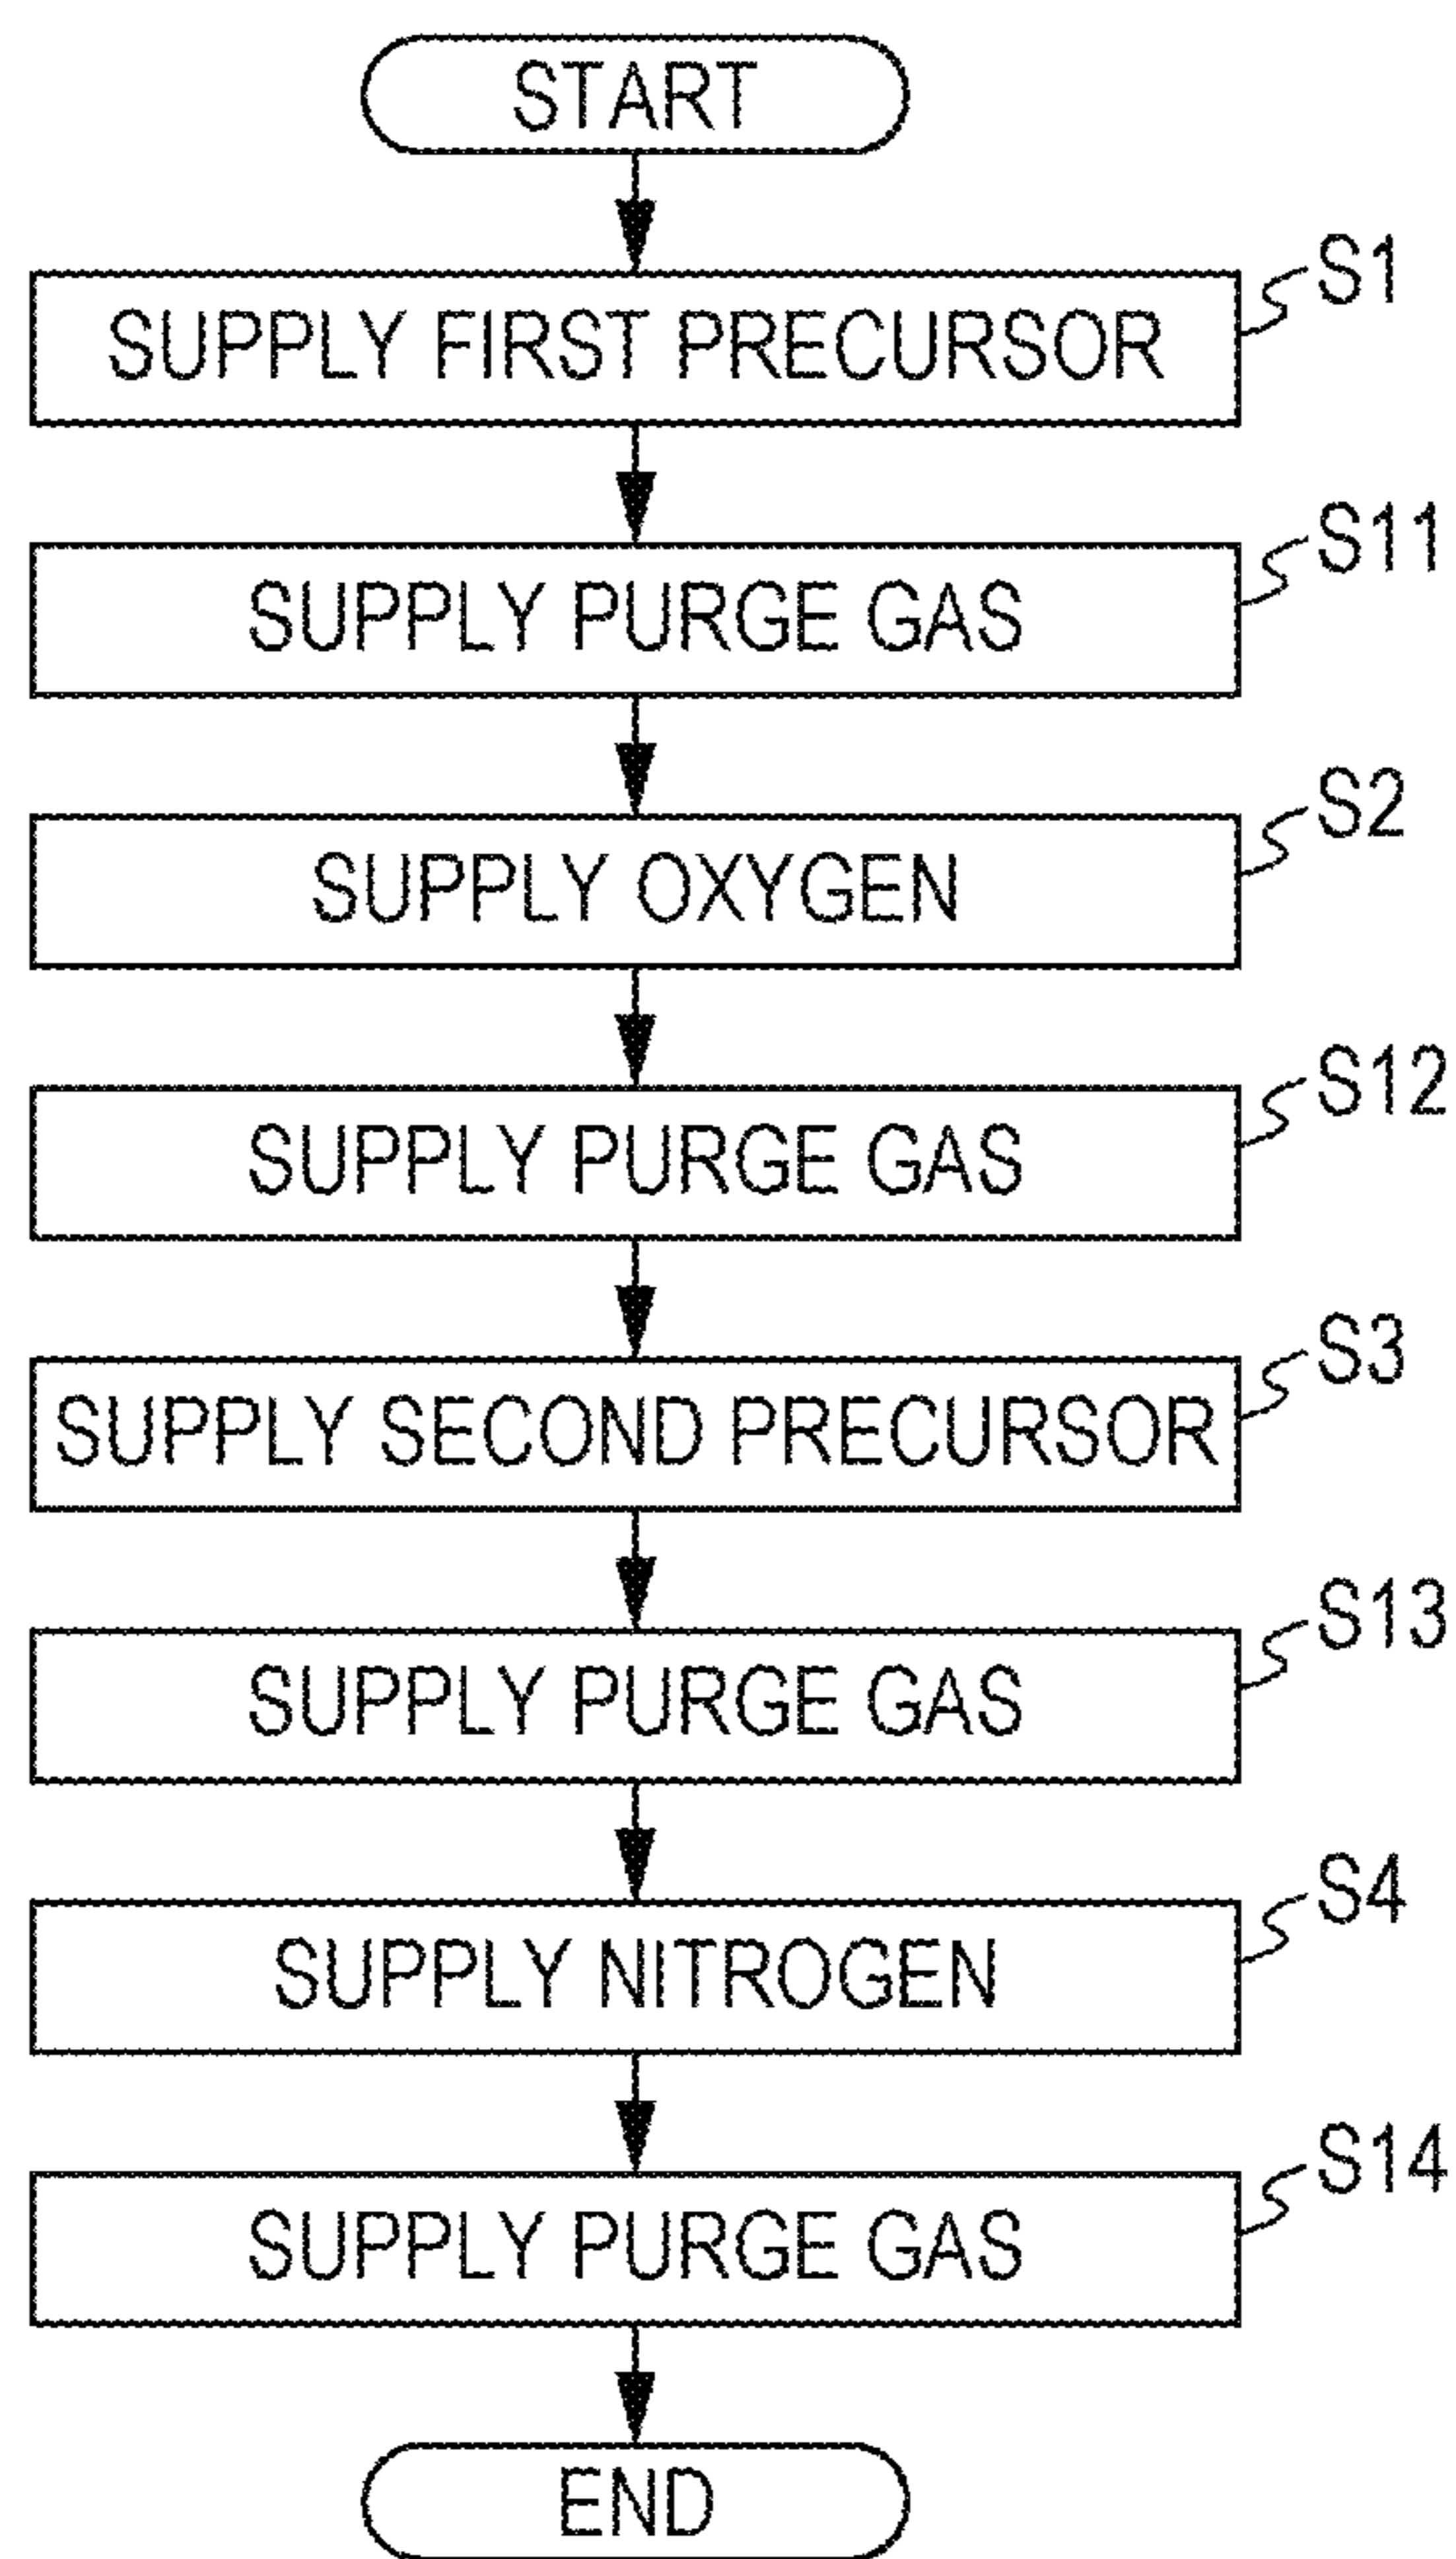 START
SUPPLY FIRST PRECURSOR
S1
SUPPLY PURGE GAS
S11
SUPPLY OXYGEN
S2
SUPPLY PURGE GAS
S12
SUPPLY SECOND PRECURSOR
S3
SUPPLY PURGE GAS
S13
SUPPLY NITROGEN
S4
SUPPLY PURGE GAS
S14
END